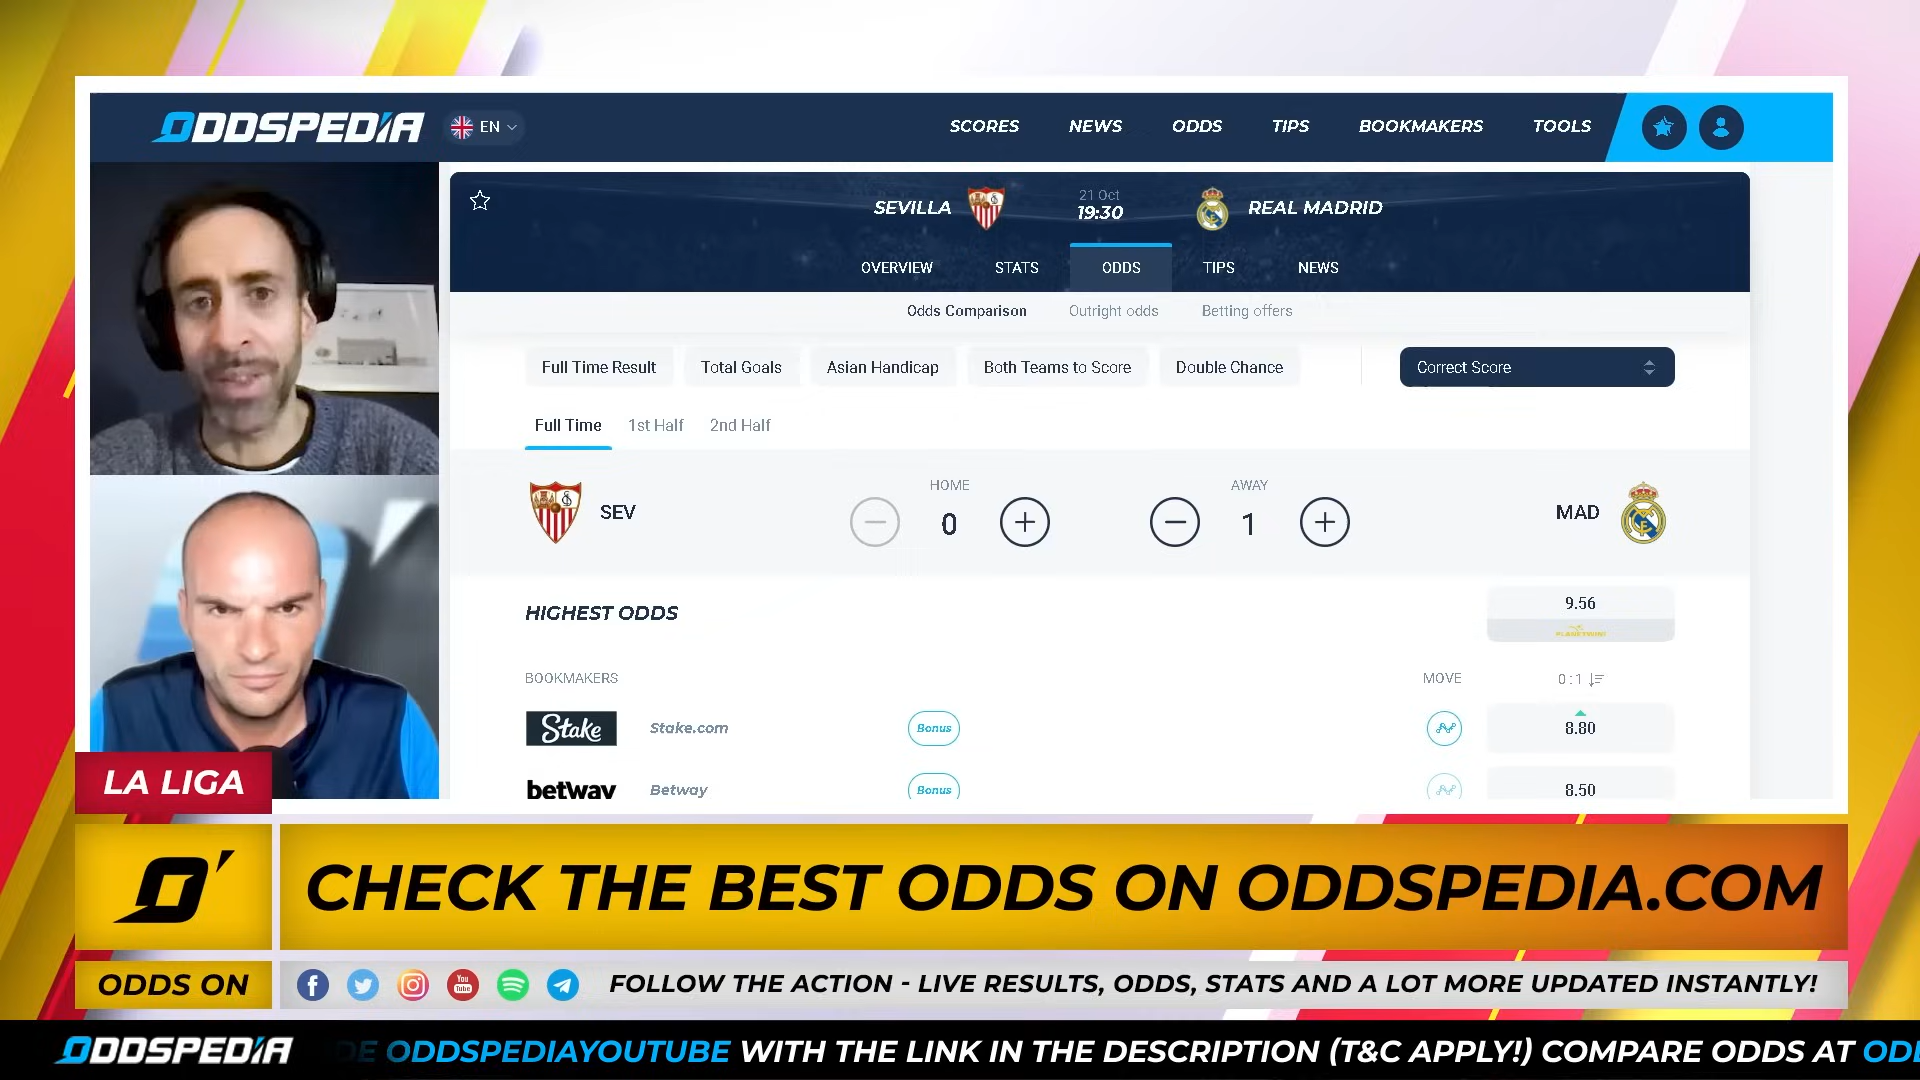 ODDSPEDIA
EN
SCORES
NEWS
ODDS
TIPS
BOOKMAKERS
TOOLS
SEVILLA
21 Oct
19:30
REAL MADRID
OVERVIEW
STATS
ODDS
TIPS
NEWS
Odds Comparison
Outright odds
Betting offers
Full Time Result
Total Goals
Asian Handicap
Both Teams to Score
Double Chance
Correct Score
Full Time
1st Half
2nd Half
SEV
HOME
0
AWAY
1
MAD
HIGHEST ODDS
9.56
PLANETWIN
BOOKMAKERS
MOVE
0 : 1
Stake
Stake.com
Bonus
8.80
betway
Betway
Bonus
8.50
LA LIGA
CHECK THE BEST ODDS ON ODDSPEDIA.COM
ODDS ON
You Tube
FOLLOW THE ACTION - LIVE RESULTS, ODDS, STATS AND A LOT MORE UPDATED INSTANTLY!
ODDSPEDIA
DE ODDSPEDIAYOUTUBE WITH THE LINK IN THE DESCRIPTION (T&C APPLY!) COMPARE ODDS AT